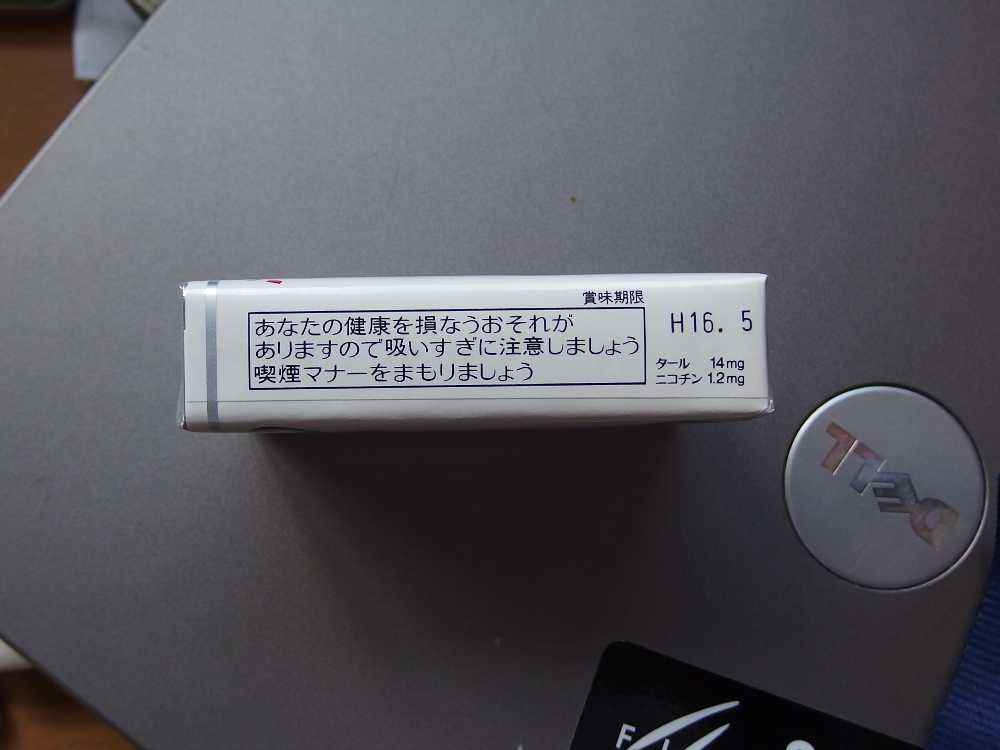 賞味期限
H16. 5
あなたの健康を損なうおそれが
ありますので吸いすぎに注意しましょう
喫煙マナーをまもりましょう
タール 14mg
ニコチン 1.2mg
DELL